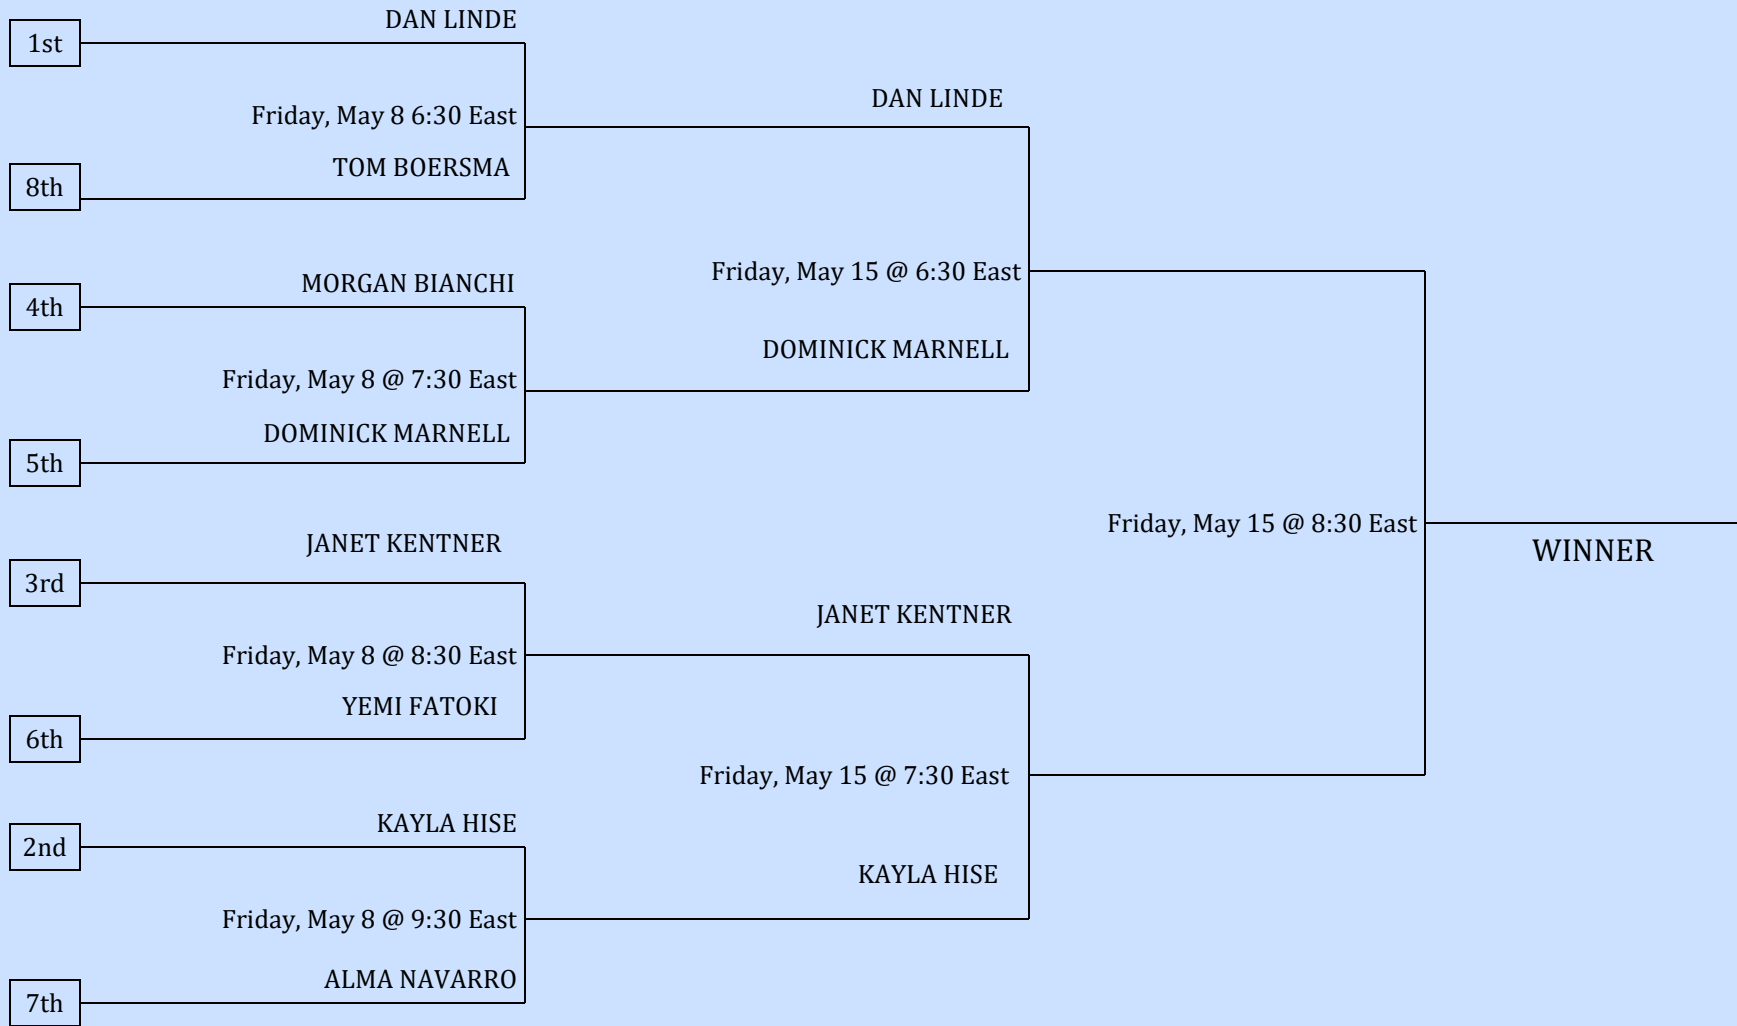 DAN LINDE
1st
DAN LINDE
Friday, May 8 6:30 East
TOM BOERSMA
8th
MORGAN BIANCHI
Friday, May 15 @ 6:30 East
4th
DOMINICK MARNELL
Friday, May 8 @ 7:30 East
DOMINICK MARNELL
5th
Friday, May 15 @ 8:30 East
WINNER
JANET KENTNER
3rd
JANET KENTNER
Friday, May 8 @ 8:30 East
YEMI FATOKI
6th
Friday, May 15 @ 7:30 East
KAYLA HISE
2nd
KAYLA HISE
Friday, May 8 @ 9:30 East
ALMA NAVARRO
7th